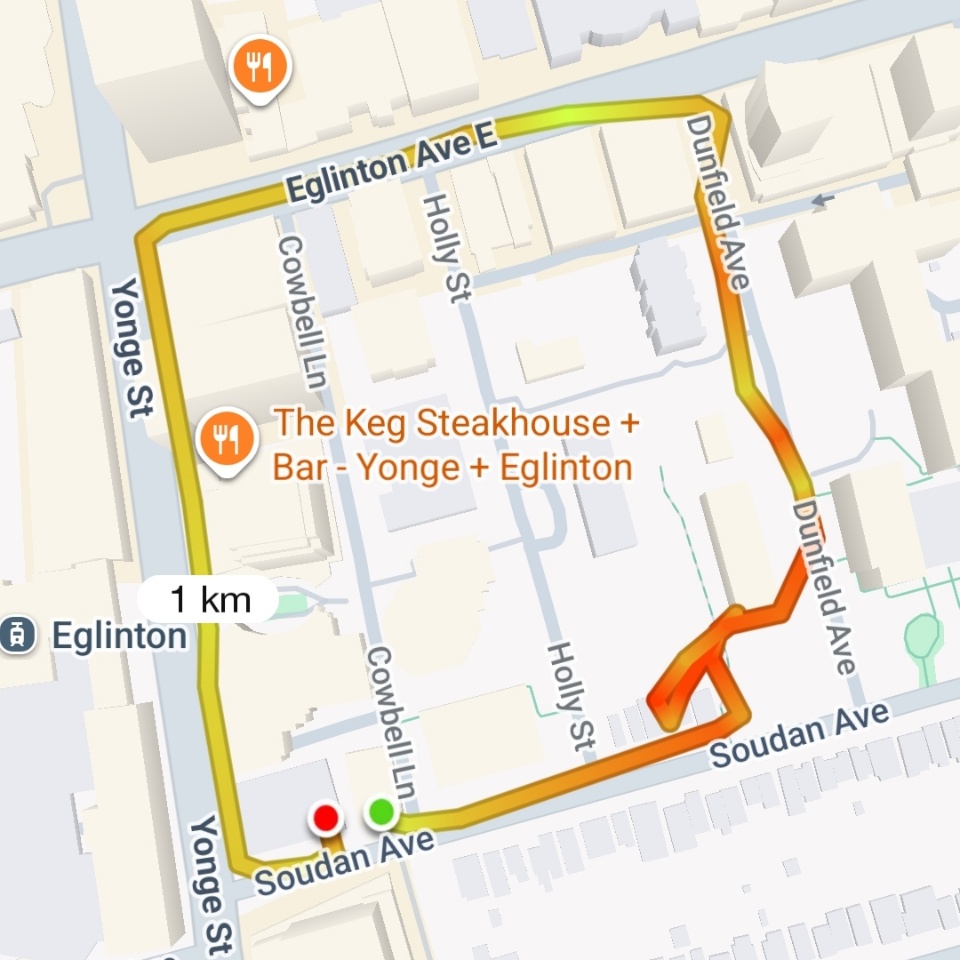 Eglinton Ave E
Dunfield Ave
Holly St
Cowbell Ln
Yonge St
The Keg Steakhouse +
Bar - Yonge + Eglinton
Dunfield Ave
1 km
Eglinton
Holly St
Cowbell Ln
Soudan Ave
Yonge St
Soudan Ave